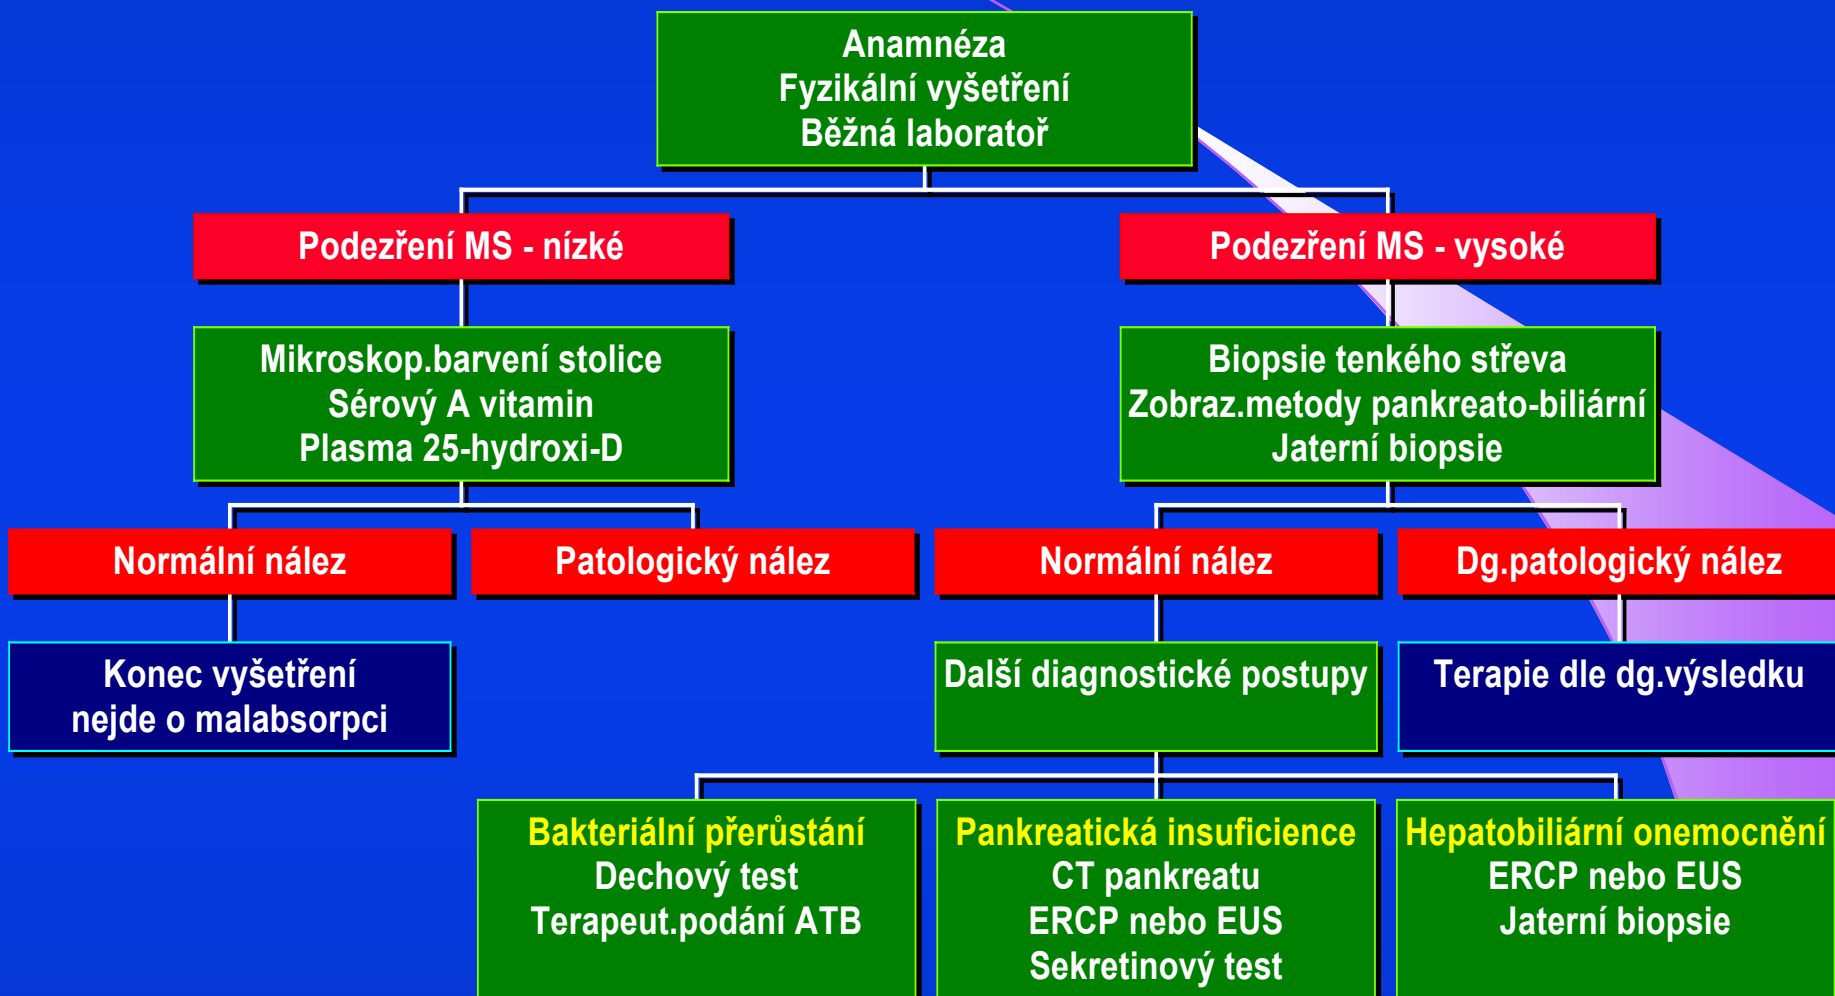 Anamnéza
Fyzikální vyšetření
Běžná laboratoř
Podezření MS - nízké
Podezření MS - vysoké
Mikroskop.barvení stolice
Sérový A vitamin
Plasma 25-hydroxi-D
Biopsie tenkého střeva
Zobraz.metody pankreato-biliární
Jaterní biopsie
Normální nález
Patologický nález
Normální nález
Dg.patologický nález
Konec vyšetření
nejde o malabsorpci
Další diagnostické postupy
Terapie dle dg.výsledku
Bakteriální přerůstání
Dechový test
Terapeut.podání ATB
Pankreatická insuficience
CT pankreatu
ERCP nebo EUS
Sekretinový test
Hepatobiliární onemocnění
ERCP nebo EUS
Jaterní biopsie